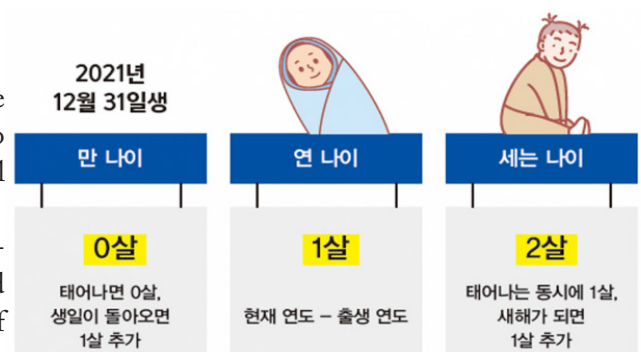 2021년
12월 31일생
만 나이
0살
태어나면 0살,
생일이 돌아오면
1살 추가
연 나이
1살
현재 연도 – 출생 연도
세는 나이
2살
태어나는 동시에 1살,
새해가 되면
1살 추가